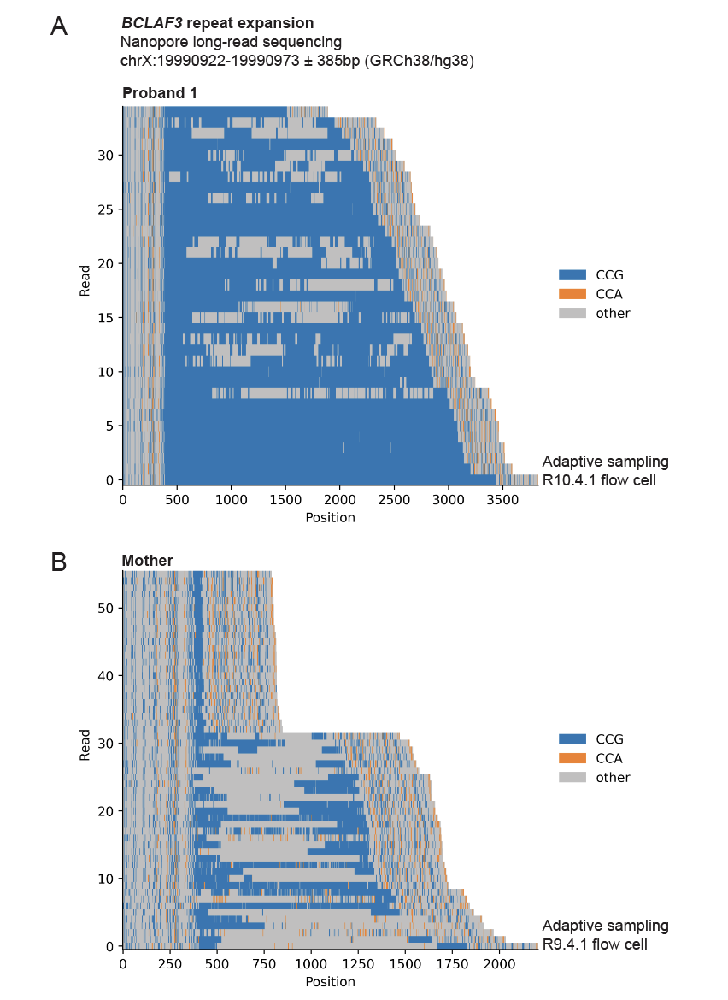 A
BCLAF3 repeat expansion
Nanopore long-read sequencing
chrX:19990922-19990973 ± 385bp (GRCh38/hg38)
Proband 1
30
25
20
15
10
5
0
Read
CCG
CCA
other
Adaptive sampling
R10.4.1 flow cell
0 500 1000 1500 2000 2500 3000 3500
Position
B
Mother
50
40
30
20
10
0
Read
CCG
CCA
other
Adaptive sampling
R9.4.1 flow cell
0 250 500 750 1000 1250 1500 1750 2000
Position